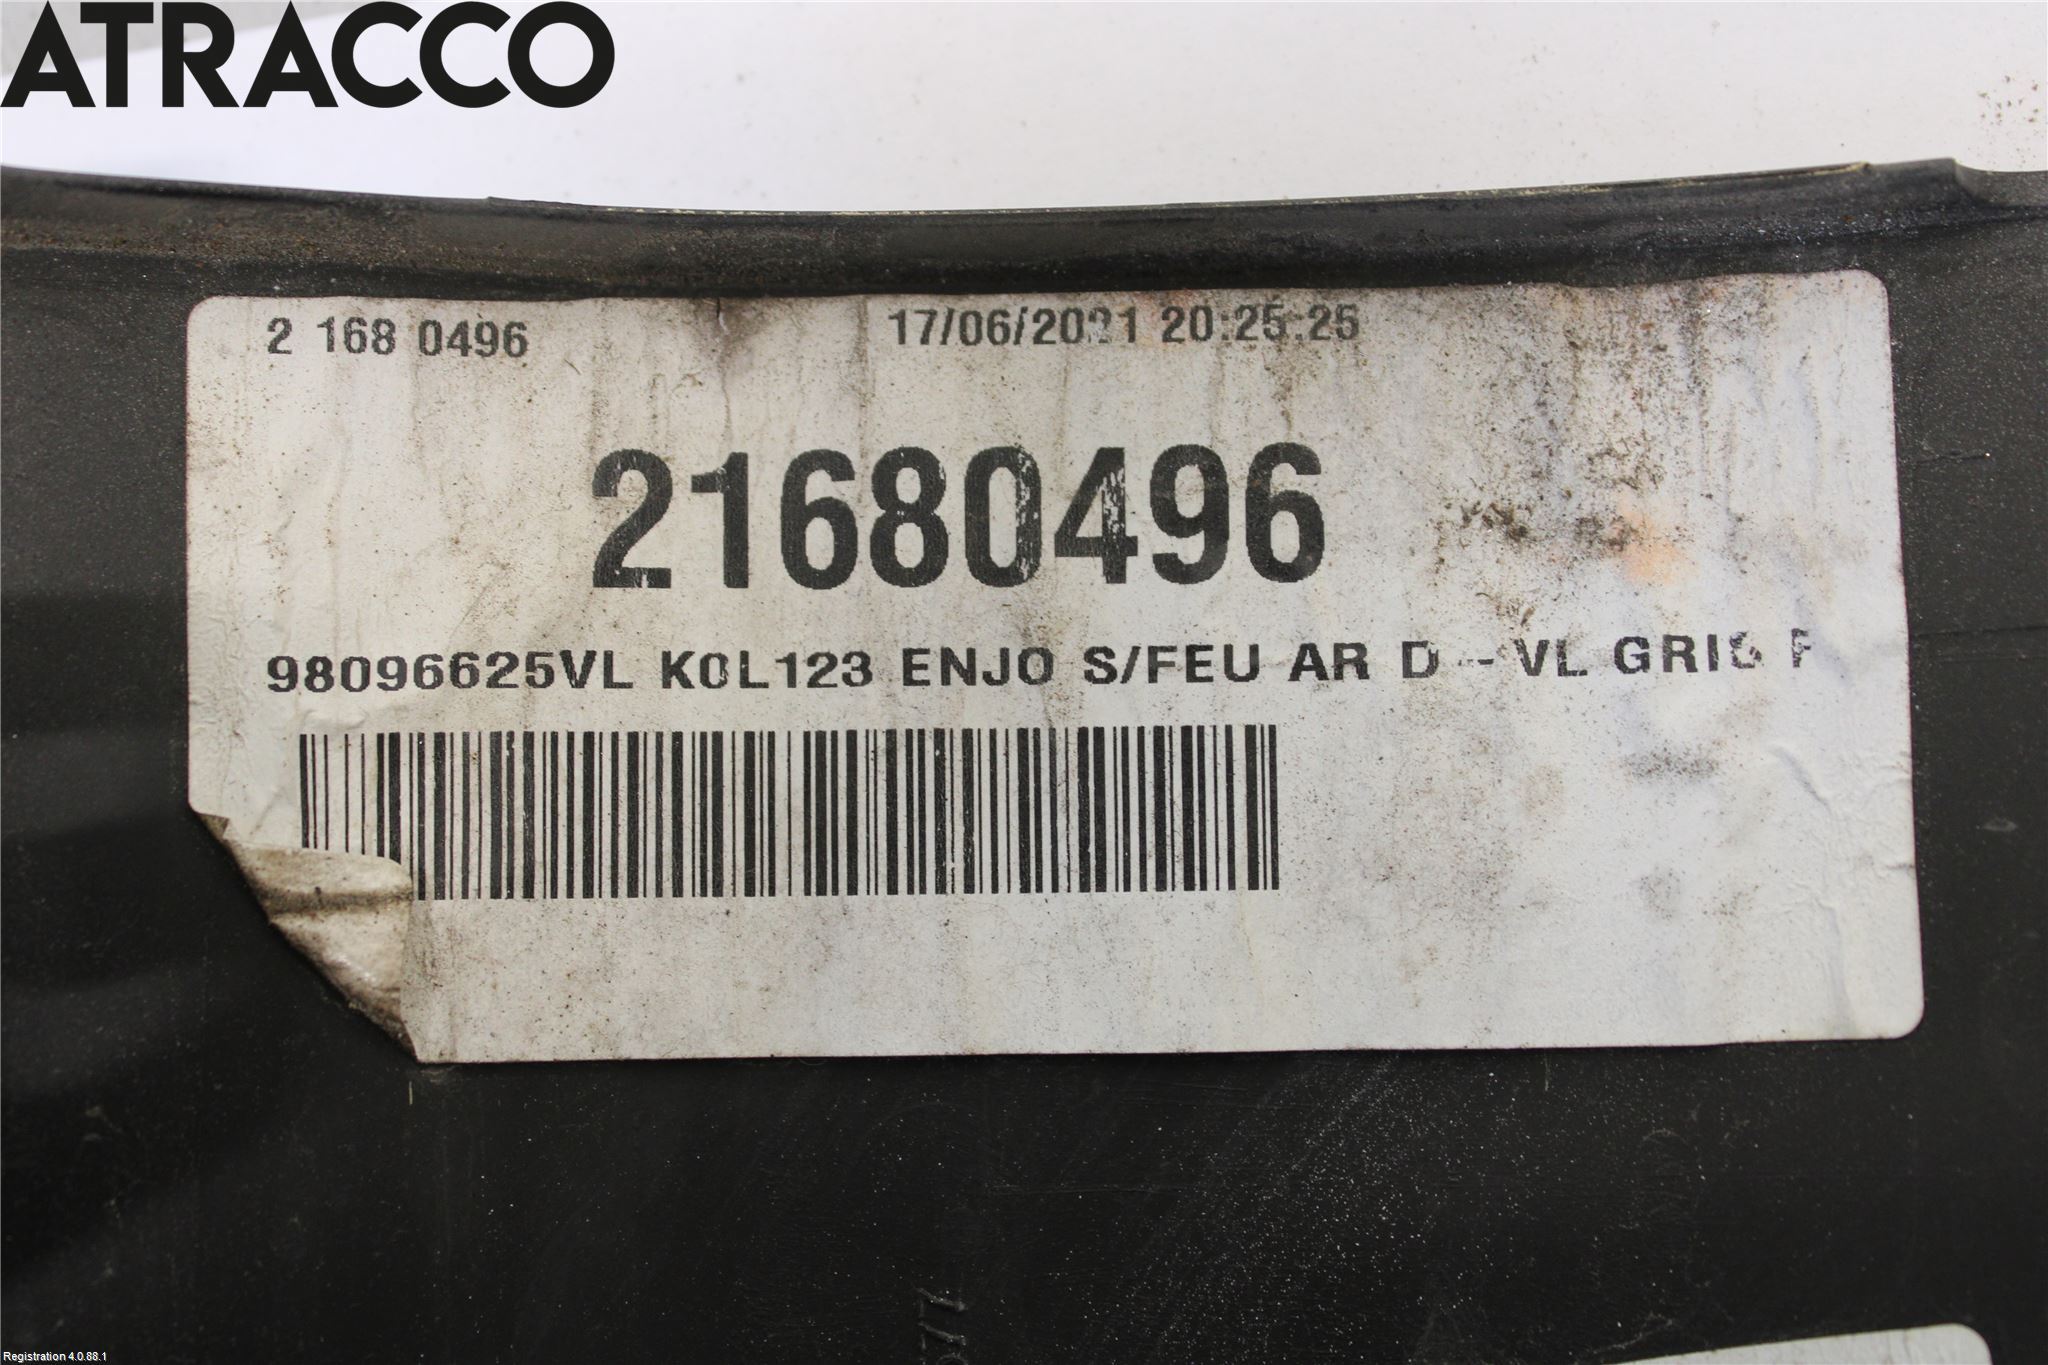 ATRACCO
2 168 0496 17/06/2021 20:25:25
21680496
98096625VL K0L123 ENJO S/FEU AR D -- VL GRIS
Registration 4.0.88.1